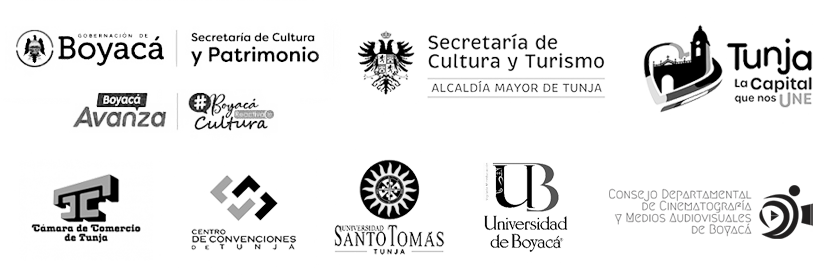 GOBERNACIÓN DE
Boyacá
Secretaría de Cultura
y Patrimonio
Secretaría de
Cultura y Turismo
ALCALDÍA MAYOR DE TUNJA
Tunja
La Capital
que nos UNE
Boyacá
Avanza
#Boyacá
Cultura
Cámara de Comercio
de Tunja
CENTRO
DE CONVENCIONES
DE TUNJA
UNIVERSIDAD
SANTO TOMÁS
TUNJA
UB
Universidad
de Boyacá
Consejo Departamental
de Cinematografía
y Medios Audiovisuales
de Boyacá